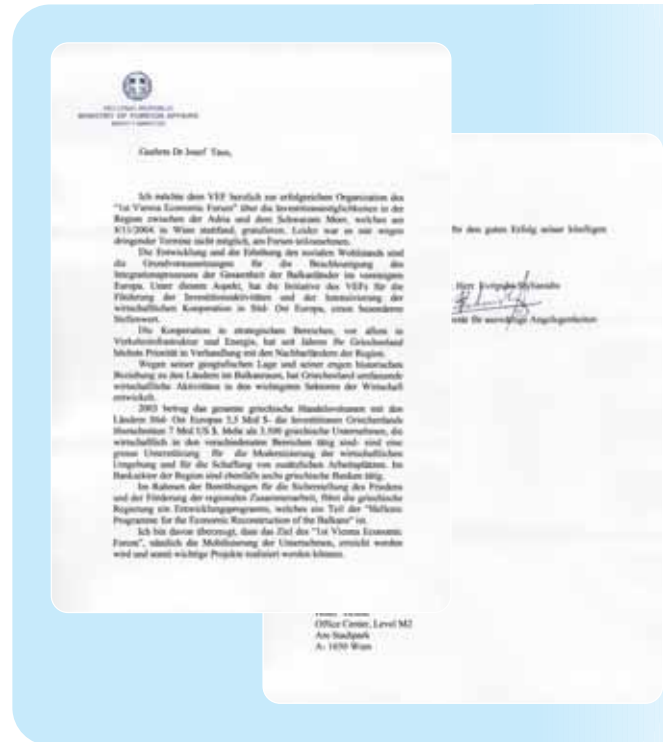 HELLENIC REPUBLIC
MINISTRY OF FOREIGN AFFAIRS
Geehrte Dr Josef Taus,
Ich möchte dem VEF herzlich zur erfolgreichen Organisation des
"1st Vienna Economic Forum" über die Investitionsmöglichkeiten in der
Region zwischen der Adria und dem Schwarzen Meer, welches am
8/11/2004 in Wien stattfand, gratulieren. Leider war es mir wegen
dringender Termine nicht möglich, am Forum teilzunehmen.
Die Entwicklung und die Erhöhung des sozialen Wohlstands sind
die Grundvoraussetzungen für die Beschleunigung des
Integrationsprozesses der Gesamtheit der Balkanländer im vereinigten
Europa. Unter diesem Aspekt, hat die Initiative des VEFs für die
Förderung der Investitionsaktivitäten und der Intensivierung der
wirtschaftlichen Kooperation in Süd- Ost Europa, einen besonderen
Stellenwert.
Die Kooperation in strategischen Bereichen, vor allem in
Verkehrsinfrastruktur und Energie, hat seit Jahren für Griechenland
höchste Priorität in Verhandlung mit den Nachbarländern der Region.
Wegen seiner geografischen Lage und seiner engen historischen
Beziehung zu den Ländern im Balkanraum, hat Griechenland umfassende
wirtschaftliche Aktivitäten in den wichtigsten Sektoren der Wirtschaft
entwickelt.
2003 betrug das gesamte griechische Handelsvolumen mit den
Ländern Süd- Ost Europas 3,5 Mrd $- die Investitionen Griechenlands
überschreiten 7 Mrd US $. Mehr als 3.500 griechische Unternehmen, die
wirtschaftlich in den verschiedensten Bereichen tätig sind- sind eine
grosse Unterstützung für die Modernisierung der wirtschaftlichen
Umgebung und für die Schaffung von zusätzlichen Arbeitsplätzen. Im
Banksektor der Region sind ebenfalls sechs griechische Banken tätig.
Im Rahmen der Bemühungen für die Sicherstellung des Friedens
und der Förderung der regionalen Zusammenarbeit, führt die griechische
Regierung ein Entwicklungsprogramm, welches ein Teil der "Hellenic
Programme for the Economic Reconstruction of the Balkans" ist.
Ich bin davon überzeugt, dass das Ziel des "1st Vienna Economic
Forum", nämlich die Mobilisierung der Unternehmen, erreicht worden
wird und somit wichtige Projekte realisiert werden können.
für den guten Erfolg seiner künftigen
Herr Evripidis Stylianidis
für auswärtige Angelegenheiten
Office Center, Level M2
Am Stadtpark
A- 1030 Wien